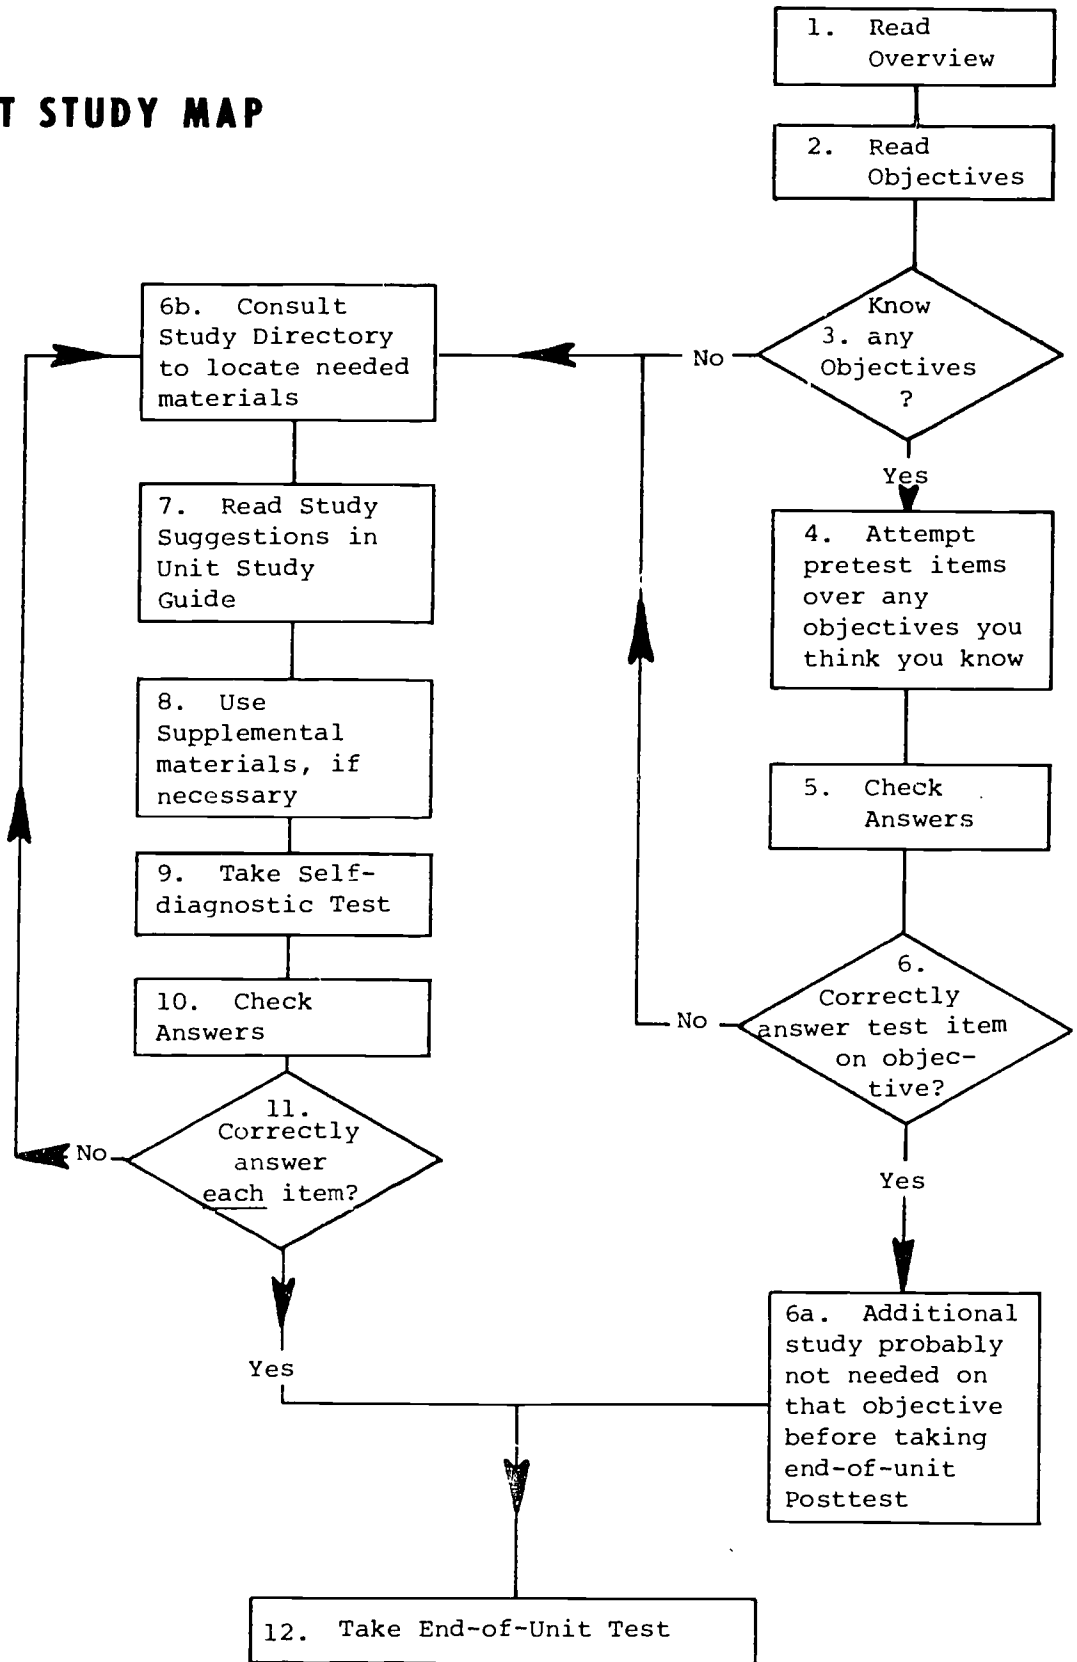 T STUDY MAP
1. Read
Overview
2. Read
Objectives
Know
3. any
Objectives
?
No
Yes
4. Attempt
pretest items
over any
objectives you
think you know
5. Check
Answers
6.
Correctly
answer test item
on objec-
tive?
No
Yes
6a. Additional
study probably
not needed on
that objective
before taking
end-of-unit
Posttest
6b. Consult
Study Directory
to locate needed
materials
7. Read Study
Suggestions in
Unit Study
Guide
8. Use
Supplemental
materials, if
necessary
9. Take Self-
diagnostic Test
10. Check
Answers
11.
Correctly
answer
each item?
No
Yes
12. Take End-of-Unit Test